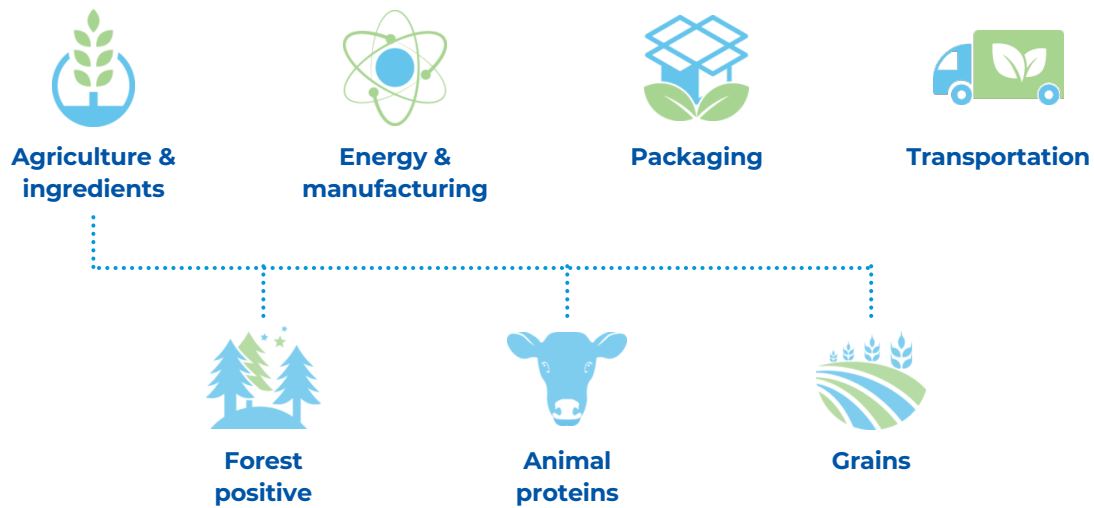 Agriculture &
ingredients
Energy &
manufacturing
Packaging
Transportation
Forest
positive
Animal
proteins
Grains